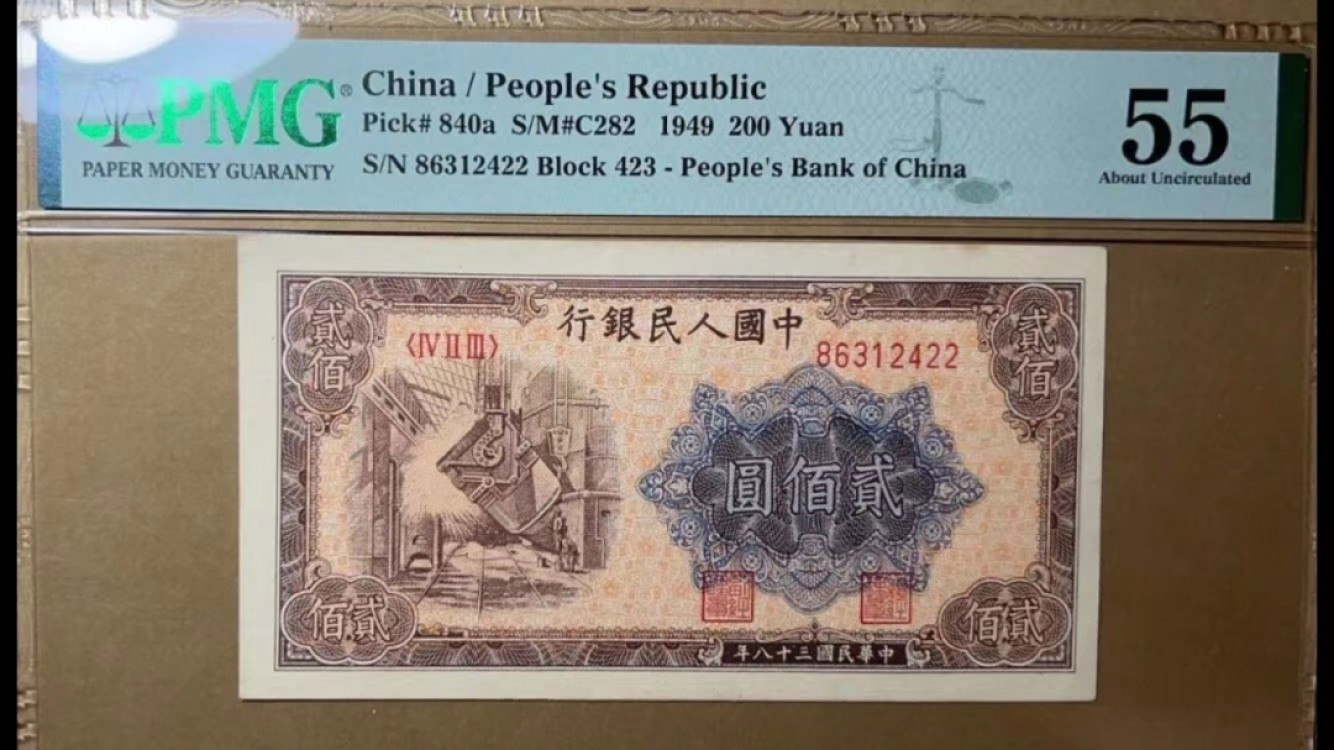 PMG®
PAPER MONEY GUARANTY
China / People's Republic
Pick# 840a S/M#C282 1949 200 Yuan
S/N 86312422 Block 423 - People's Bank of China
55
About Uncirculated
中國人民銀行
貳佰
貳佰
〈IV II III〉
86312422
貳佰圓
貳佰
貳佰
中華民國三十八年